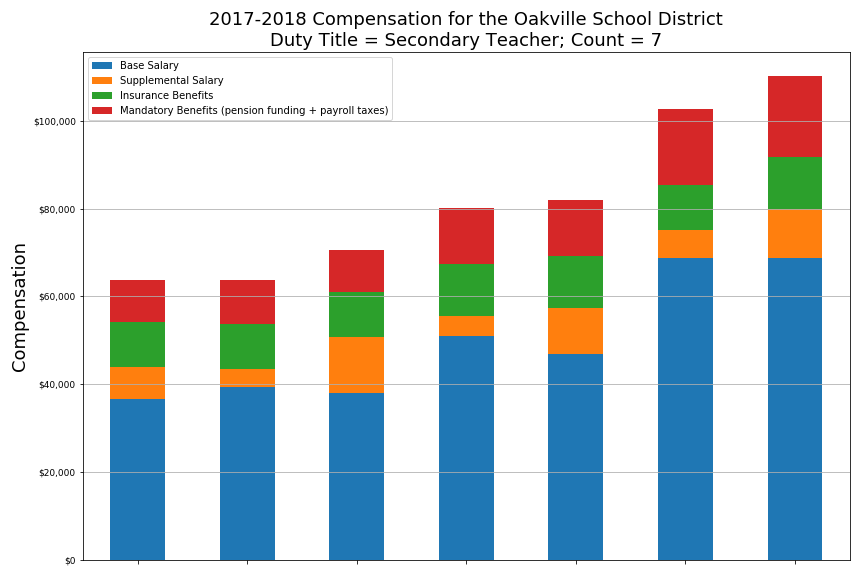 2017-2018 Compensation for the Oakville School District
Duty Title = Secondary Teacher; Count = 7
Base Salary
Supplemental Salary
Insurance Benefits
Mandatory Benefits (pension funding + payroll taxes)
Compensation
$100,000
$80,000
$60,000
$40,000
$20,000
$0